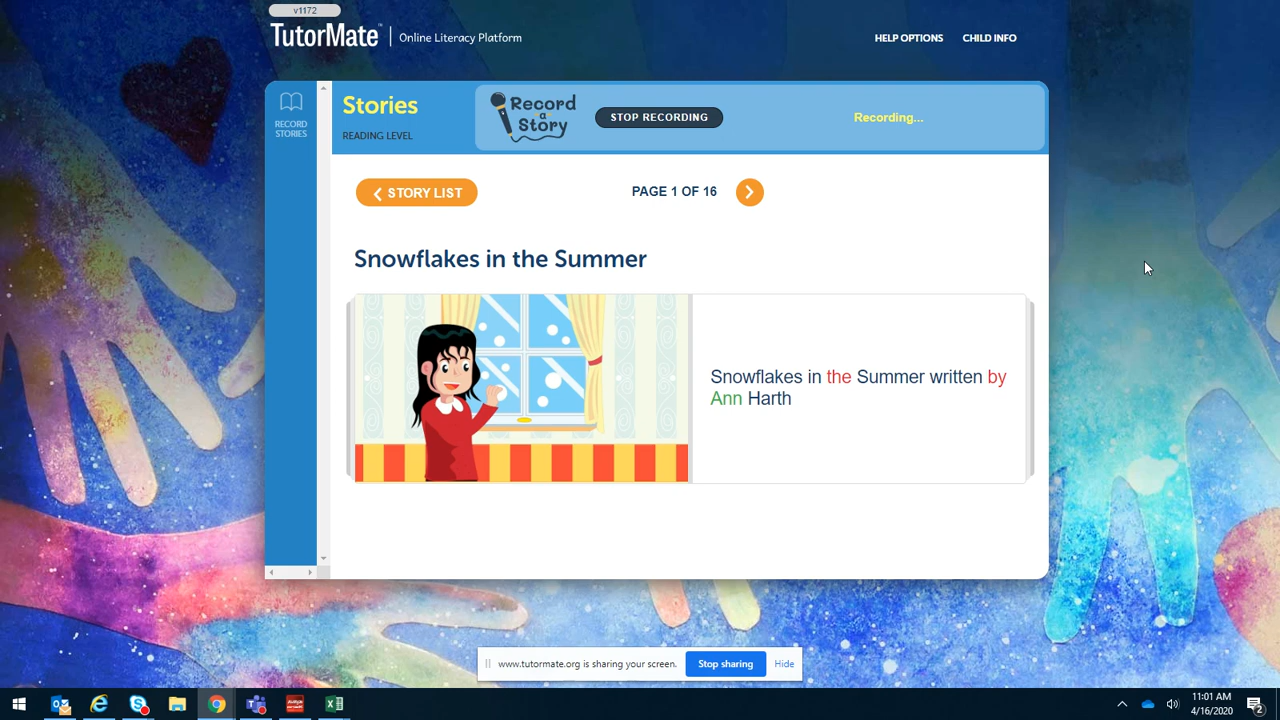 v1172
TutorMate™ | Online Literacy Platform
HELP OPTIONS CHILD INFO
RECORD
STORIES
Stories
READING LEVEL
Record
a
Story
STOP RECORDING
Recording...
STORY LIST
PAGE 1 OF 16
Snowflakes in the Summer
Snowflakes in the Summer written by
Ann Harth
www.tutormate.org is sharing your screen.
Stop sharing
Hide
11:01 AM
4/16/2020
2